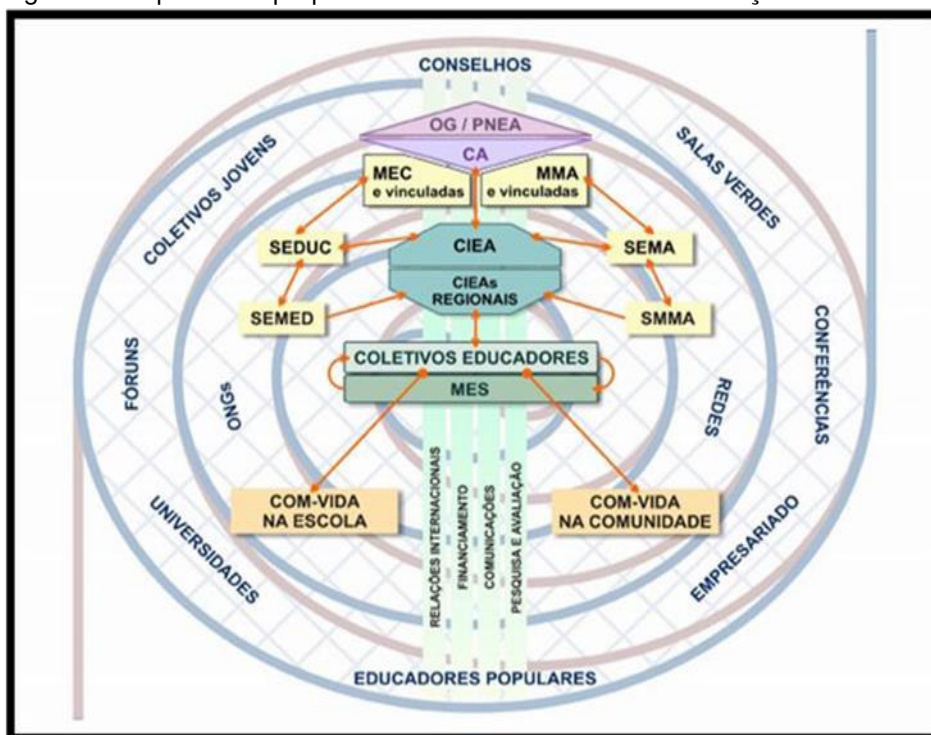 CONSELHOS
OG / PNEA
CA
MEC
e vinculadas
MMA
e vinculadas
COLETIVOS JOVENS
SALAS VERDES
SEDUC
CIEA
SEMA
CIEAs
REGIONAIS
SEMED
SMMA
FÓRUNS
ONGs
COLETIVOS EDUCADORES
MES
REDES
CONFERÊNCIAS
COM-VIDA
NA ESCOLA
COM-VIDA
NA COMUNIDADE
RELAÇÕES INTERNACIONAIS
FINANCIAMENTO
COMUNICAÇÕES
PESQUISA E AVALIAÇÃO
UNIVERSIDADES
EMPRESARIADO
EDUCADORES POPULARES